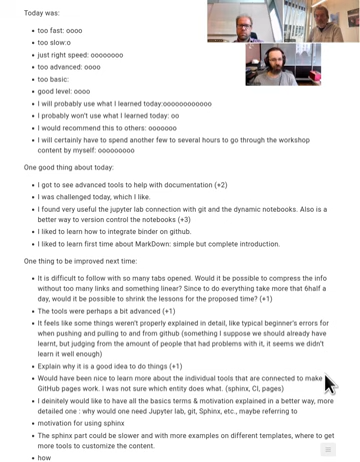 Today was:
too fast: oooo
too slow:o
just right speed: oooooooo
too advanced: oooo
too basic:
good level: oooo
I will probably use what I learned today:oooooooooooo
I probably won't use what I learned today: oo
I would recommend this to others: ooooooo
I will certainly have to spend another few to several hours to go through the workshop
content by myself: ooooooooo
One good thing about today:
I got to see advanced tools to help with documentation (+2)
I was challenged today, which I like.
I found very useful the jupyter lab connection with git and the dynamic notebooks. Also is a
better way to version control the notebooks (+3)
I liked to learn how to integrate binder on github.
I liked to learn first time about MarkDown: simple but complete introduction.
One thing to be improved next time:
It is difficult to follow with so many tabs opened. Would it be possible to compress the info
without too many links and something linear? Since to do everything take more that 6half a
day, would it be possible to shrink the lessons for the proposed time? (+1)
The tools were perhaps a bit advanced (+1)
It feels like some things weren't properly explained in detail, like typical beginner's errors for
when pushing and pulling to and from github (something I suppose we should already have
learnt, but judging from the amount of people that had problems with it, it seems we didn't
learn it well enough)
Explain why it is a good idea to do things (+1)
Would have been nice to learn more about the individual tools that are connected to make
GitHub pages work. I was not sure which entity does what. (sphinx, CI, pages)
I deinitely would like to have all the basics terms & motivation explained in a better way, more
detailed one : why would one need Jupyter lab, git, Sphinx, etc., maybe referring to
motivation for using sphinx
The sphinx part could be slower and with more examples on different templates, where to get
more tools to customize the content.
how